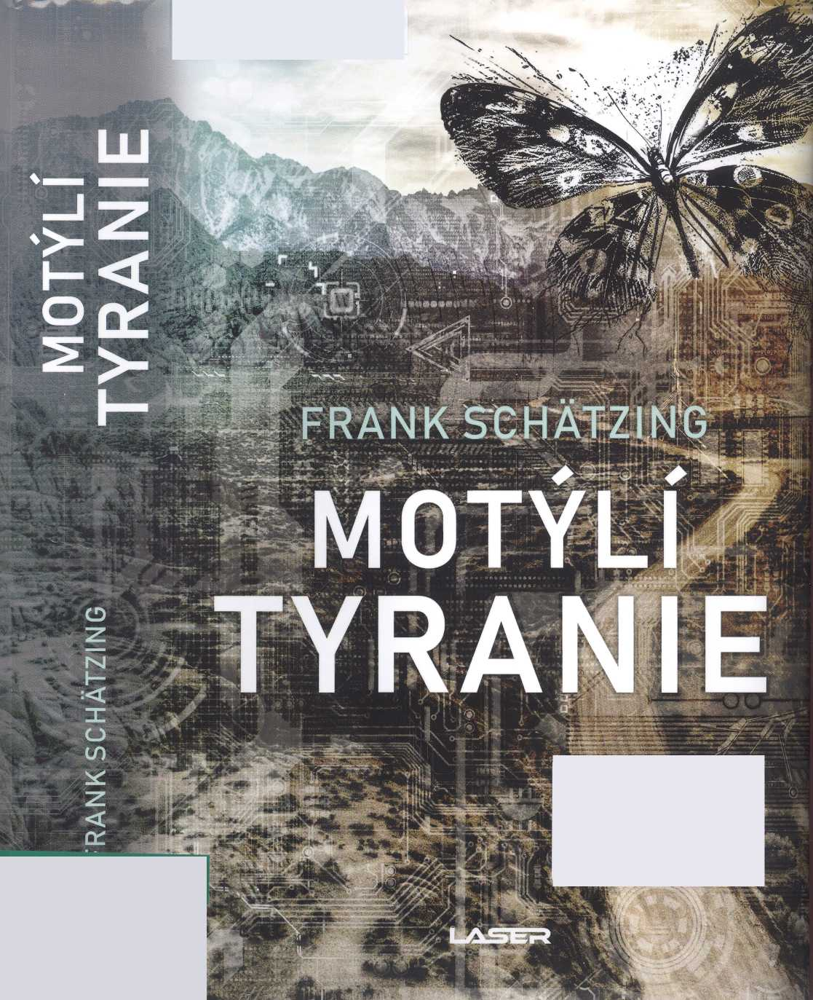 MOTÝLÍ
TYRANIE
FRANK SCHÄTZING
FRANK SCHÄTZING
MOTÝLÍ
TYRANIE
LASER